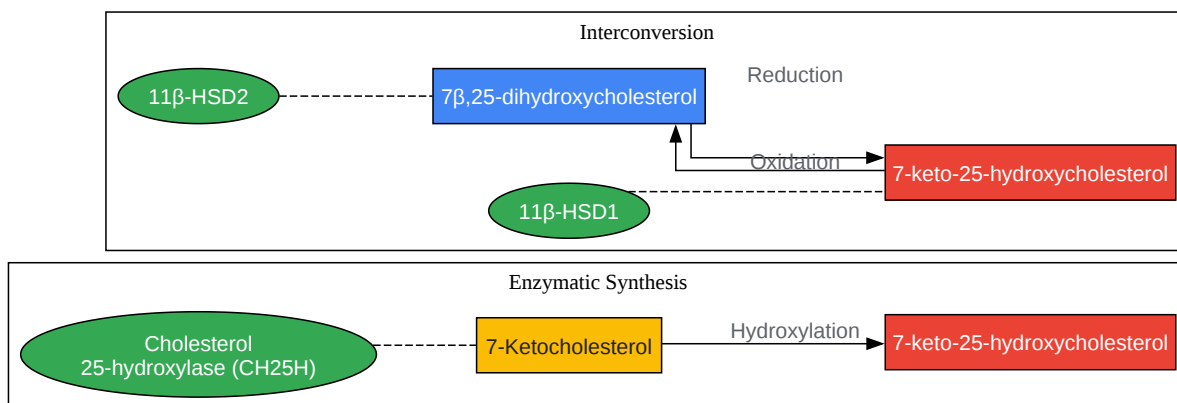 Interconversion
11β-HSD2
7β,25-dihydroxycholesterol
Reduction
Oxidation
7-keto-25-hydroxycholesterol
11β-HSD1
Enzymatic Synthesis
Cholesterol
25-hydroxylase (CH25H)
7-Ketocholesterol
Hydroxylation
7-keto-25-hydroxycholesterol